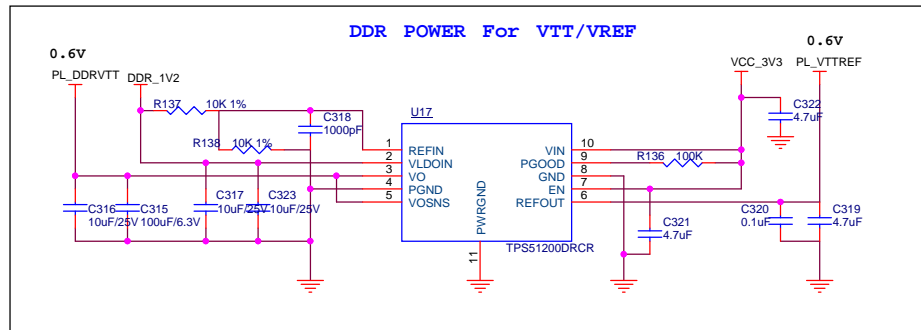 DDR POWER For VTT/VREF
0.6V
0.6V
PL_DDRVTT
DDR_1V2
VCC_3V3
PL_VTTREF
R137
10K 1%
C318
1000pF
U17
C322
4.7uF
R138
10K 1%
1
REFIN
2
VLDOIN
3
VO
4
PGND
5
VOSNS
VIN
10
PGOOD
9
GND
8
EN
7
REFOUT
6
R136
100K
PWRGND
11
TPS51200DRCR
C316
10uF/25V
C315
100uF/6.3V
C317
10uF/25V
C323
10uF/25V
C321
4.7uF
C320
0.1uF
C319
4.7uF